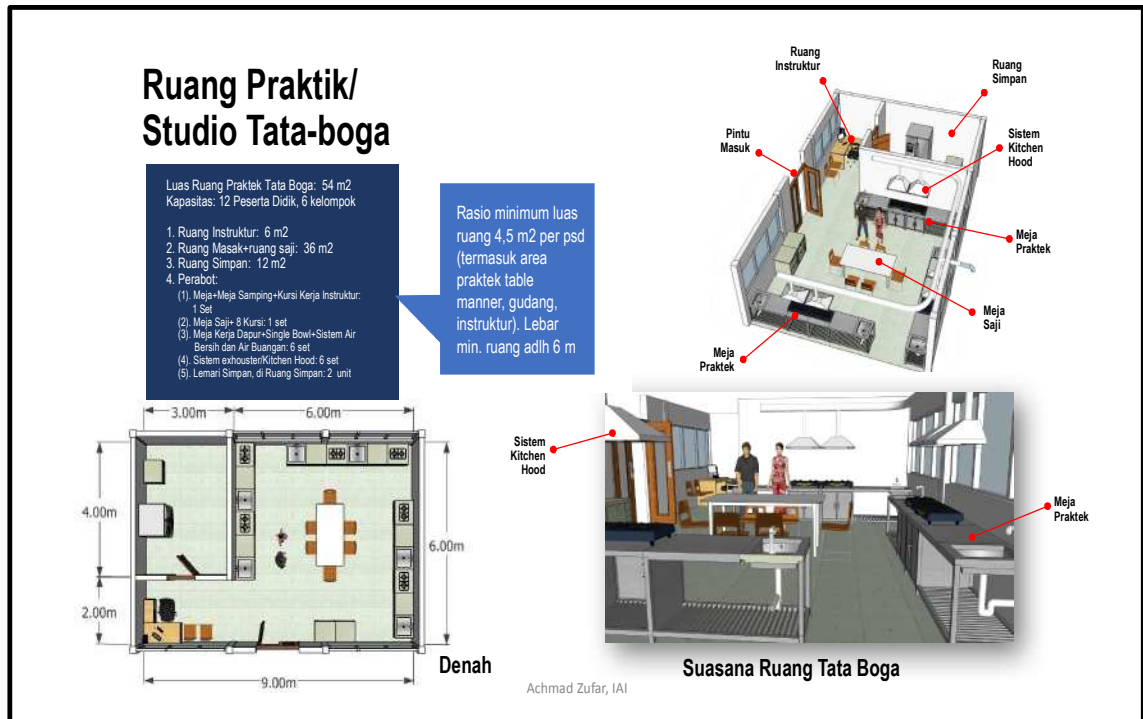 Ruang Praktik/
Studio Tata-boga
Luas Ruang Praktek Tata Boga: 54 m2
Kapasitas: 12 Peserta Didik, 6 kelompok
1. Ruang Instruktur: 6 m2
2. Ruang Masak+ruang saji: 36 m2
3. Ruang Simpan: 12 m2
4. Perabot:
(1). Meja+Meja Samping+Kursi Kerja Instruktur:
1 Set
(2). Meja Saji+ 8 Kursi: 1 set
(3). Meja Kerja Dapur+Single Bowl+Sistem Air
Bersih dan Air Buangan: 6 set
(4). Sistem exhouster/Kitchen Hood: 6 set
(5). Lemari Simpan, di Ruang Simpan: 2 unit
Rasio minimum luas
ruang 4,5 m2 per psd
(termasuk area
praktek table
manner, gudang,
instruktur). Lebar
min. ruang adlh 6 m
Ruang
Instruktur
Ruang
Simpan
Pintu
Masuk
Sistem
Kitchen
Hood
Meja
Praktek
Meja
Saji
Meja
Praktek
3.00m
6.00m
4.00m
6.00m
2.00m
9.00m
Denah
Sistem
Kitchen
Hood
Meja
Praktek
Suasana Ruang Tata Boga
Achmad Zufar, IAI